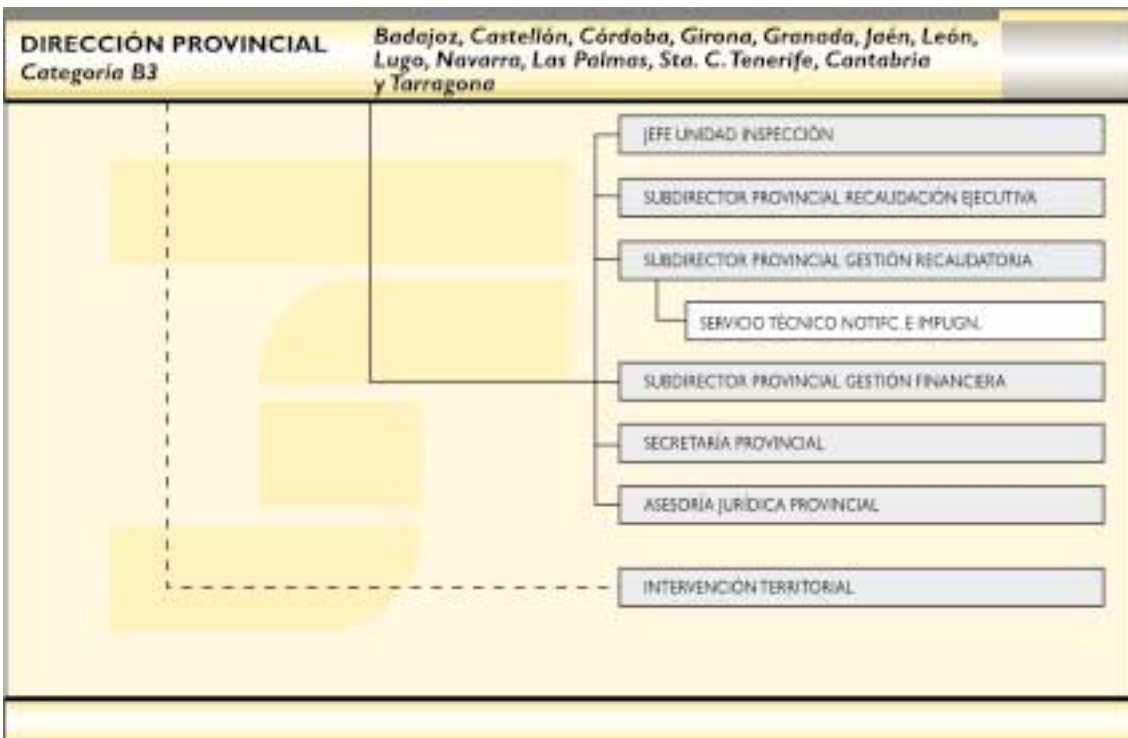 DIRECCIÓN PROVINCIAL
Categoría B3
Badajoz, Castellón, Córdoba, Girona, Granada, Jaén, León,
Lugo, Navarra, Las Palmas, Sta. C. Tenerife, Cantabria
y Tarragona
JEFE UNIDAD INSPECCIÓN
SUBDIRECTOR PROVINCIAL RECAUDACIÓN EJECUTIVA
SUBDIRECTOR PROVINCIAL GESTIÓN RECAUDATORIA
SERVICIO TÉCNICO NOTIFC. E IMPUGN.
SUBDIRECTOR PROVINCIAL GESTIÓN FINANCIERA
SECRETARÍA PROVINCIAL
ASESORÍA JURÍDICA PROVINCIAL
INTERVENCIÓN TERRITORIAL